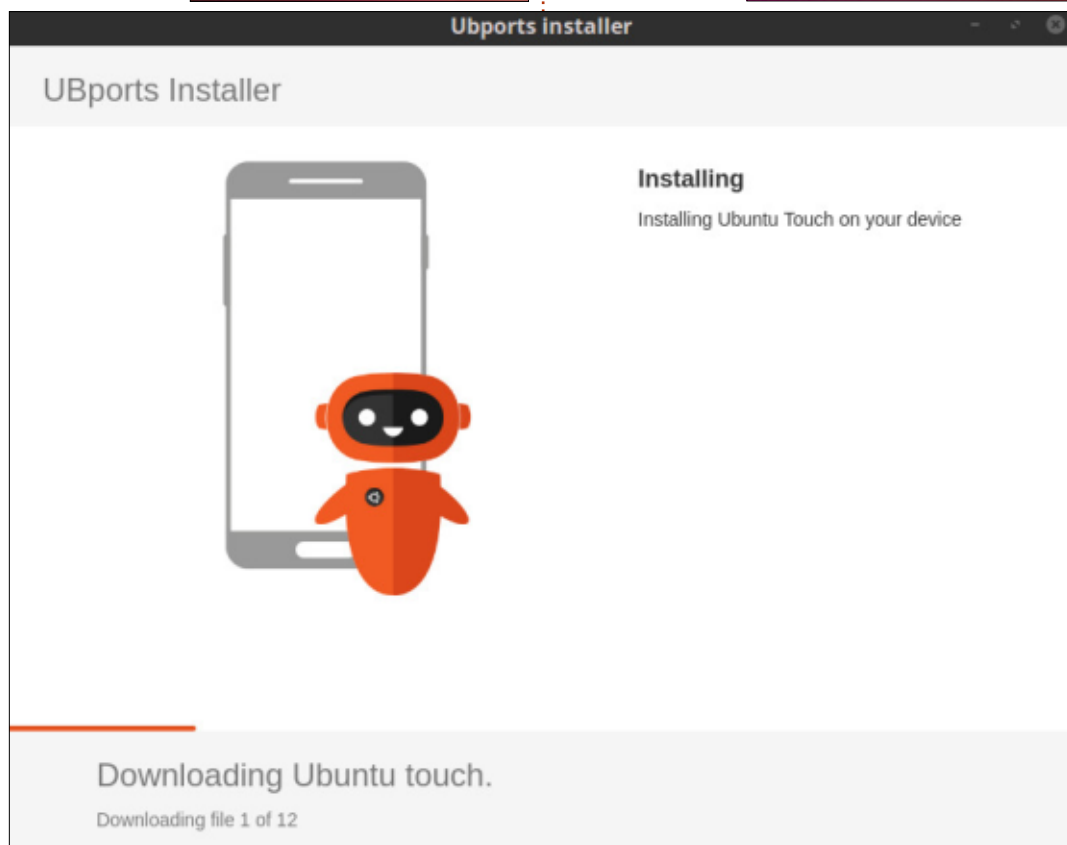 Ubports installer
UBports Installer
Installing
Installing Ubuntu Touch on your device
Downloading Ubuntu touch.
Downloading file 1 of 12